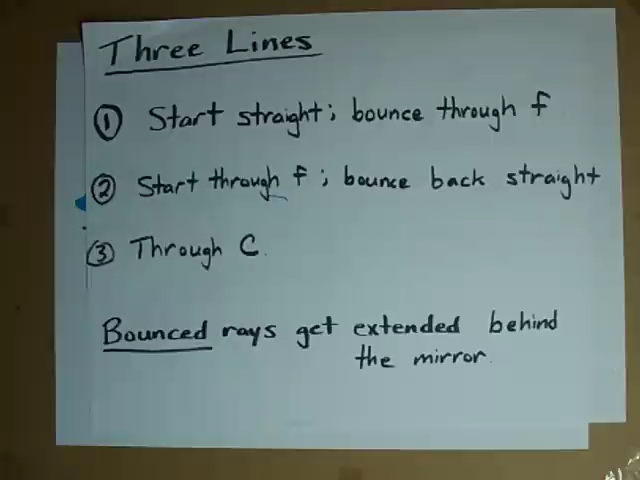 Three Lines
① Start straight; bounce through f
② Start through f; bounce back straight
③ Through C.
Bounced rays get extended behind
the mirror.